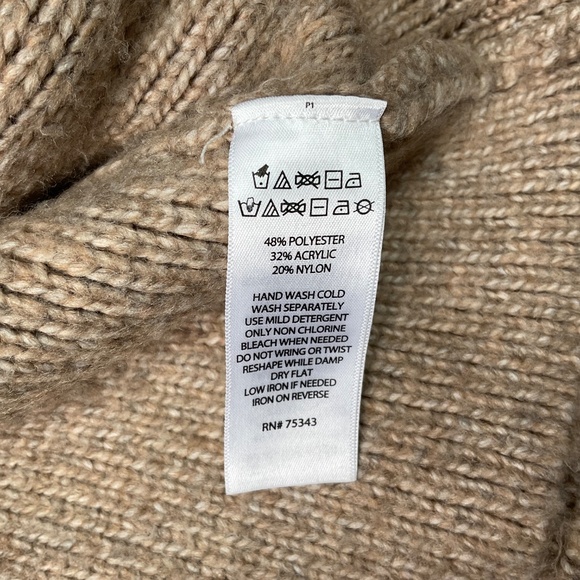 P1
48% POLYESTER
32% ACRYLIC
20% NYLON
HAND WASH COLD
WASH SEPARATELY
USE MILD DETERGENT
ONLY NON CHLORINE
BLEACH WHEN NEEDED
DO NOT WRING OR TWIST
RESHAPE WHILE DAMP
DRY FLAT
LOW IRON IF NEEDED
IRON ON REVERSE
RN# 75343